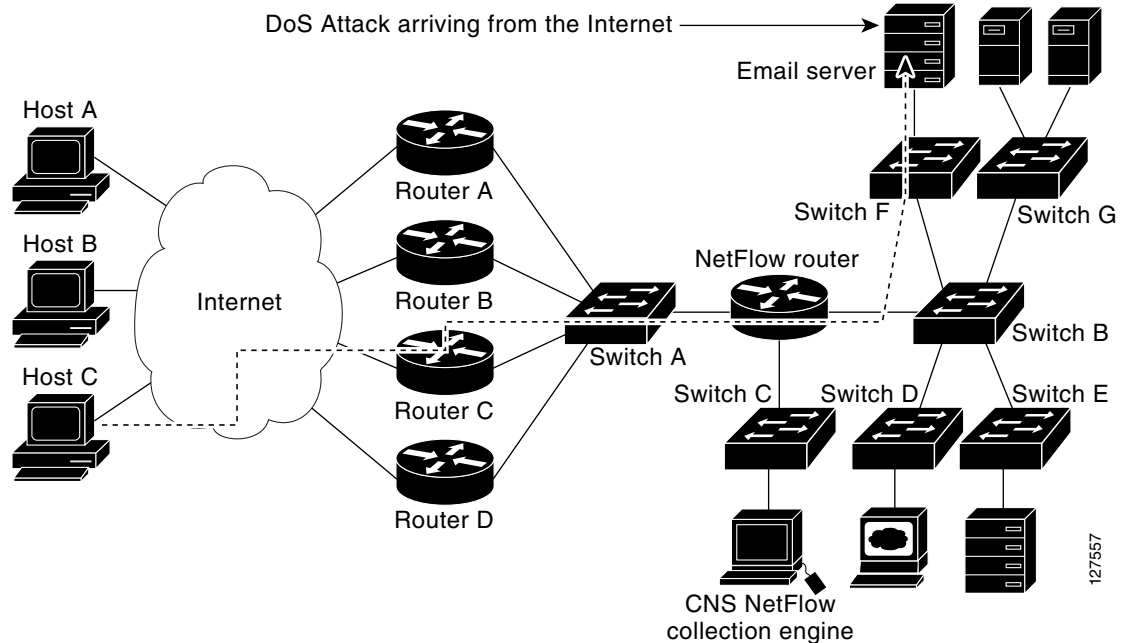 DoS Attack arriving from the Internet
Email server
Host A
Router A
Switch F
Switch G
Host B
NetFlow router
Internet
Router B
Switch B
Switch A
Host C
Switch C
Switch D
Switch E
Router C
Router D
CNS NetFlow
collection engine
127557